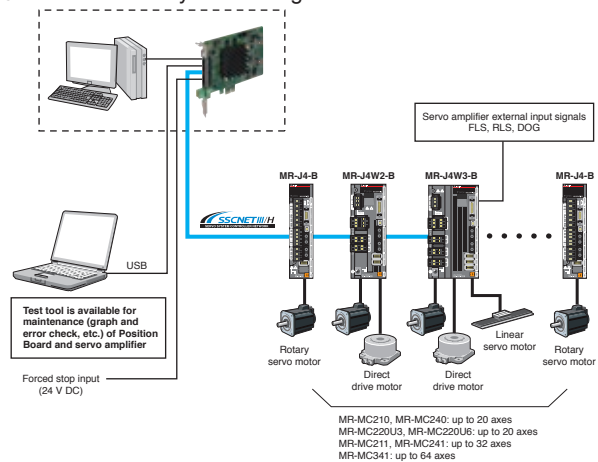 Servo amplifier external input signals
FLS, RLS, DOG
MR-J4-B
MR-J4W2-B
MR-J4W3-B
MR-J4-B
SSCNETIII/H
SERVO SYSTEM CONTROLLER NETWORK
USB
Test tool is available for
maintenance (graph and
error check, etc.) of Position
Board and servo amplifier
Forced stop input
(24 V DC)
Rotary
servo motor
Direct
drive motor
Direct
drive motor
Linear
servo motor
Rotary
servo motor
MR-MC210, MR-MC240: up to 20 axes
MR-MC220U3, MR-MC220U6: up to 20 axes
MR-MC211, MR-MC241: up to 32 axes
MR-MC341: up to 64 axes